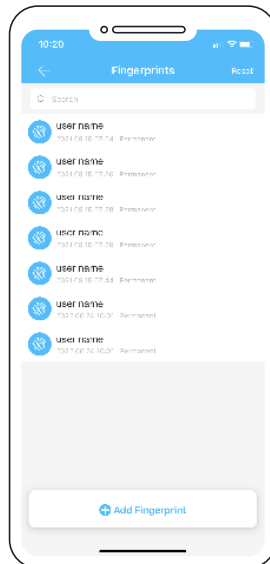 10:20
Fingerprints Reset
Search
user name
Permanent
user name
Permanent
user name
Permanent
user name
Permanent
user name
Permanent
user name
Permanent
user name
Permanent
Add Fingerprint